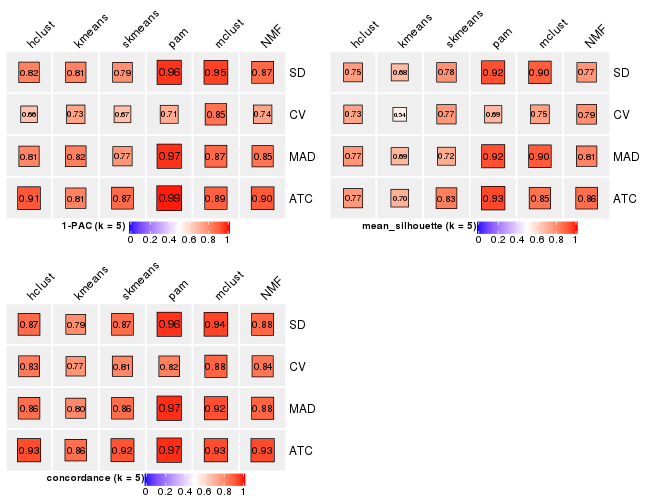 hclust kmeans skmeans pam mclust NMF
0.82 0.81 0.79 0.96 0.95 0.87 SD
0.66 0.73 0.67 0.71 0.85 0.74 CV
0.81 0.82 0.77 0.97 0.87 0.85 MAD
0.91 0.81 0.87 0.99 0.89 0.90 ATC
1-PAC (k = 5)
0 0.2 0.4 0.6 0.8 1
hclust kmeans skmeans pam mclust NMF
0.75 0.68 0.78 0.92 0.90 0.77 SD
0.73 0.54 0.77 0.69 0.75 0.79 CV
0.77 0.69 0.72 0.92 0.90 0.81 MAD
0.77 0.70 0.83 0.93 0.85 0.86 ATC
mean_silhouette (k = 5)
0 0.2 0.4 0.6 0.8 1
hclust kmeans skmeans pam mclust NMF
0.87 0.79 0.87 0.96 0.94 0.88 SD
0.83 0.77 0.81 0.82 0.88 0.84 CV
0.86 0.80 0.86 0.97 0.92 0.88 MAD
0.93 0.86 0.92 0.97 0.93 0.93 ATC
concordance (k = 5)
0 0.2 0.4 0.6 0.8 1